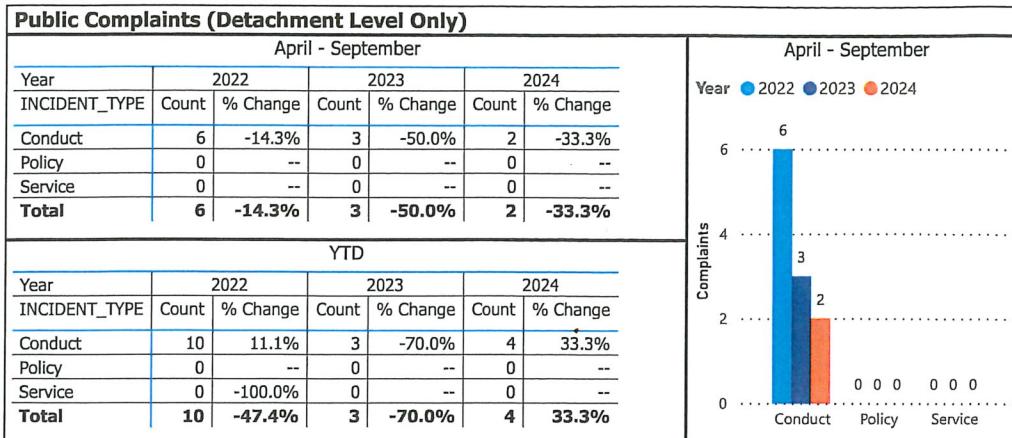 Public Complaints (Detachment Level Only)
April - September
Year 2022 2023 2024
INCIDENT_TYPE Count % Change Count % Change Count % Change
Conduct 6 -14.3% 3 -50.0% 2 -33.3%
Policy 0 -- 0 -- 0 --
Service 0 -- 0 -- 0 --
Total 6 -14.3% 3 -50.0% 2 -33.3%
YTD
Year 2022 2023 2024
INCIDENT_TYPE Count % Change Count % Change Count % Change
Conduct 10 11.1% 3 -70.0% 4 33.3%
Policy 0 -- 0 -- 0 --
Service 0 -100.0% 0 -- 0 --
Total 10 -47.4% 3 -70.0% 4 33.3%
April - September
Year 2022 2023 2024
Complaints
6
4
2
0
6
3
2
0 0 0
0 0 0
Conduct Policy Service